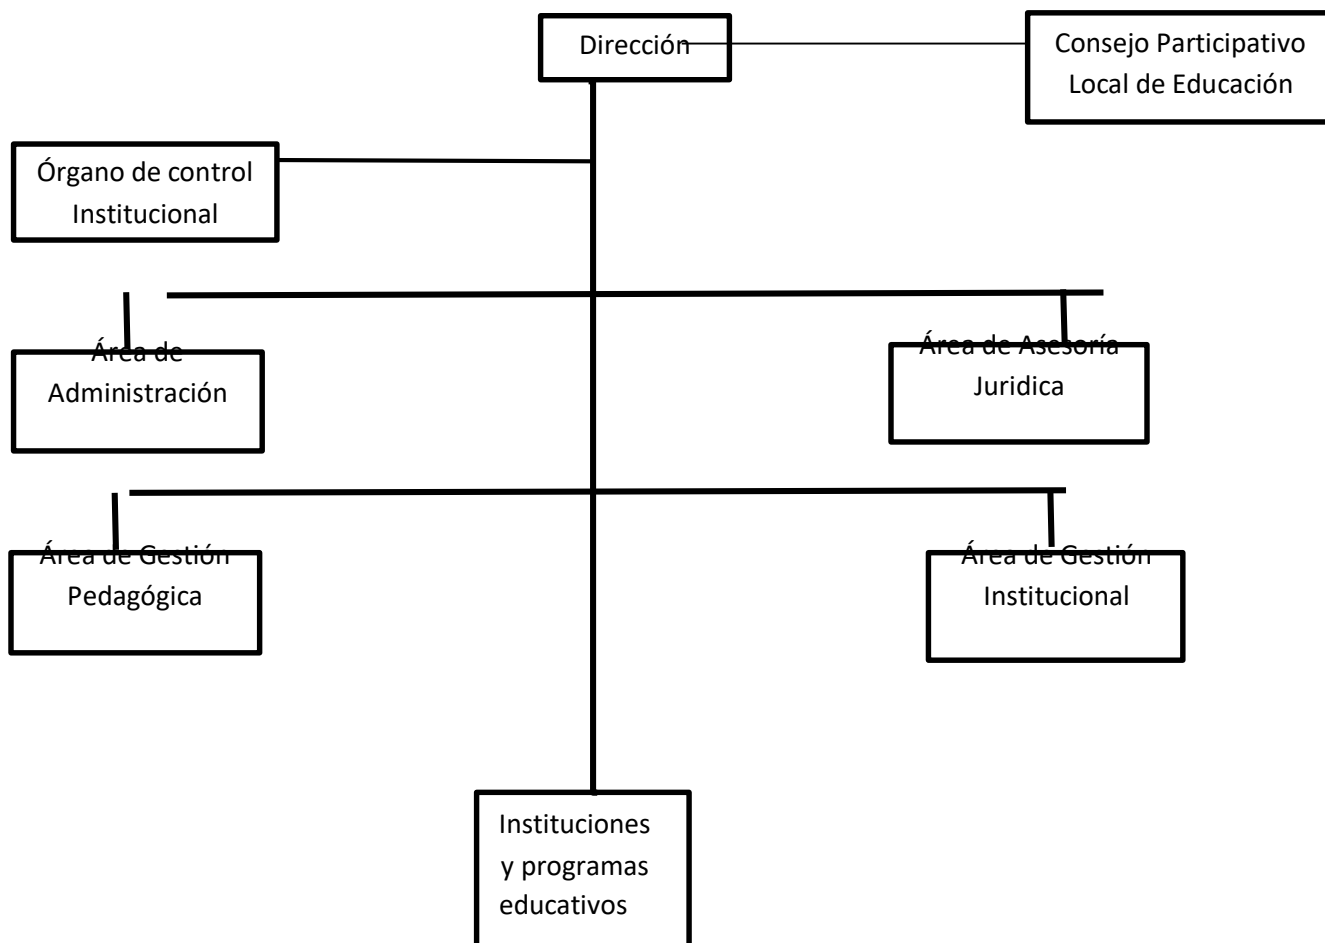 Dirección
Consejo Participativo
Local de Educación
Órgano de control
Institucional
Área de
Administración
Área de Asesoría
Juridica
Área de Gestión
Pedagógica
Área de Gestión
Institucional
Instituciones
y programas
educativos